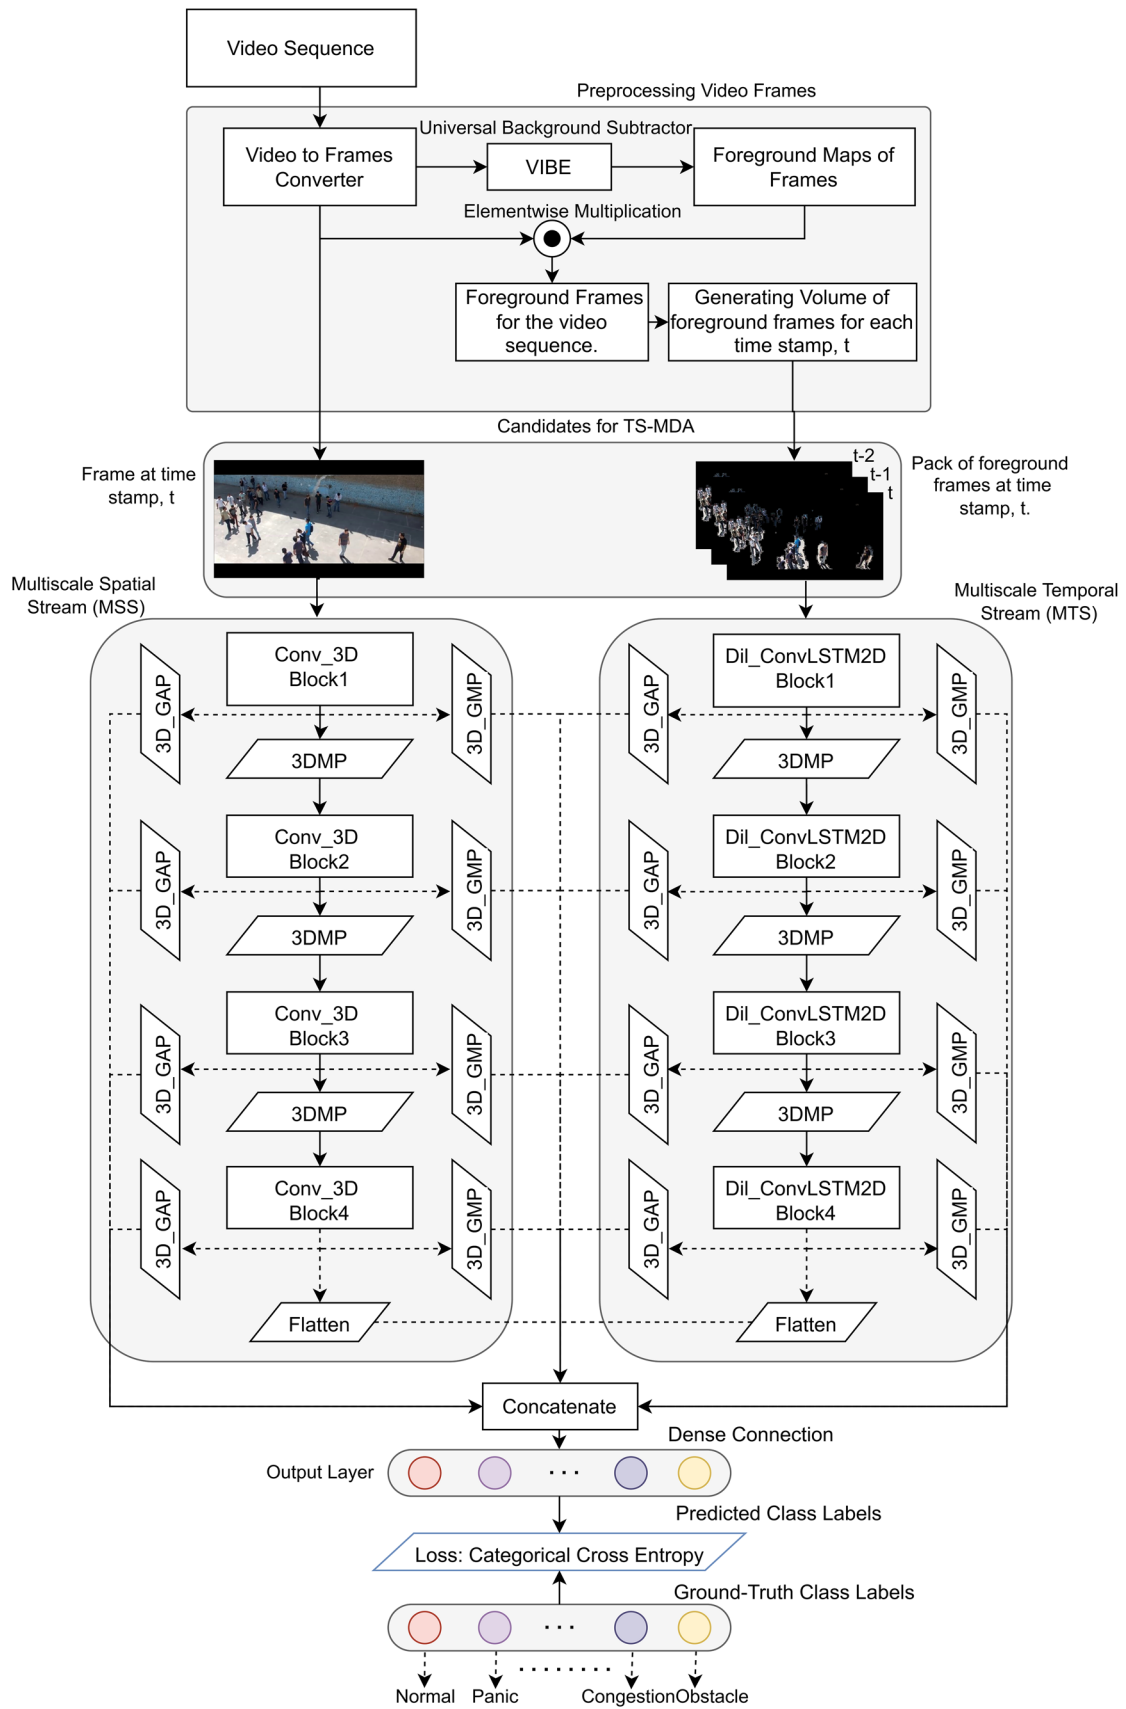 Video Sequence
Preprocessing Video Frames
Universal Background Subtractor
Video to Frames
Converter
VIBE
Foreground Maps of
Frames
Elementwise Multiplication
Foreground Frames
for the video
sequence.
Generating Volume of
foreground frames for each
time stamp, t
Candidates for TS-MDA
Frame at time
stamp, t
t-2
t-1
t
Pack of foreground
frames at time
stamp, t.
Multiscale Spatial
Stream (MSS)
Multiscale Temporal
Stream (MTS)
3D_GAP
Conv_3D
Block1
3D_GMP
3D_GAP
Dil_ConvLSTM2D
Block1
3D_GMP
3DMP
3DMP
3D_GAP
Conv_3D
Block2
3D_GMP
3D_GAP
Dil_ConvLSTM2D
Block2
3D_GMP
3DMP
3DMP
3D_GAP
Conv_3D
Block3
3D_GMP
3D_GAP
Dil_ConvLSTM2D
Block3
3D_GMP
3DMP
3DMP
3D_GAP
Conv_3D
Block4
3D_GMP
3D_GAP
Dil_ConvLSTM2D
Block4
3D_GMP
Flatten
Flatten
Concatenate
Dense Connection
Output Layer
. . .
Predicted Class Labels
Loss: Categorical Cross Entropy
Ground-Truth Class Labels
. . .
. . . . . . . .
Normal
Panic
Congestion
Obstacle